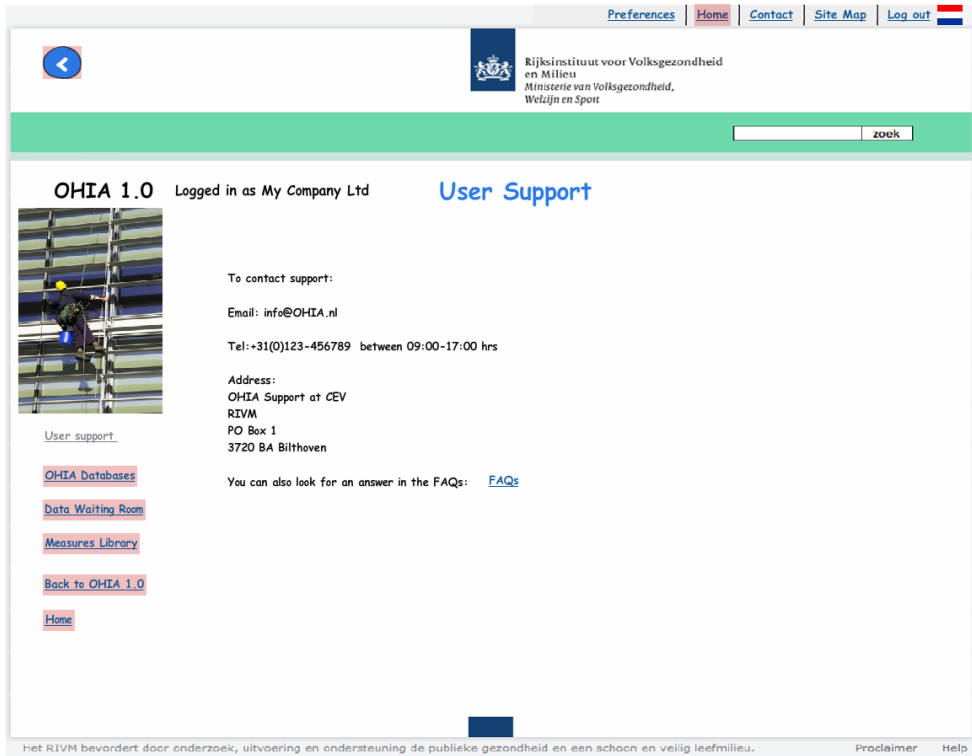 Preferences Home Contact Site Map Log out
Rijksinstituut voor Volksgezondheid
en Milieu
Ministerie van Volksgezondheid,
Welzijn en Sport
zoek
OHIA 1.0 Logged in as My Company Ltd User Support
To contact support:
Email: info@OHIA.nl
Tel:+31(0)123-456789 between 09:00-17:00 hrs
Address:
OHIA Support at CEV
RIVM
PO Box 1
3720 BA Bilthoven
You can also look for an answer in the FAQs: FAQs
User support
OHIA Databases
Data Waiting Room
Measures Library
Back to OHIA 1.0
Home
Het RIVM bevordert door onderzoek, uitvoering en ondersteuning de publieke gezondheid en een schoon en veilig leefmilieu. Proclaimer Help